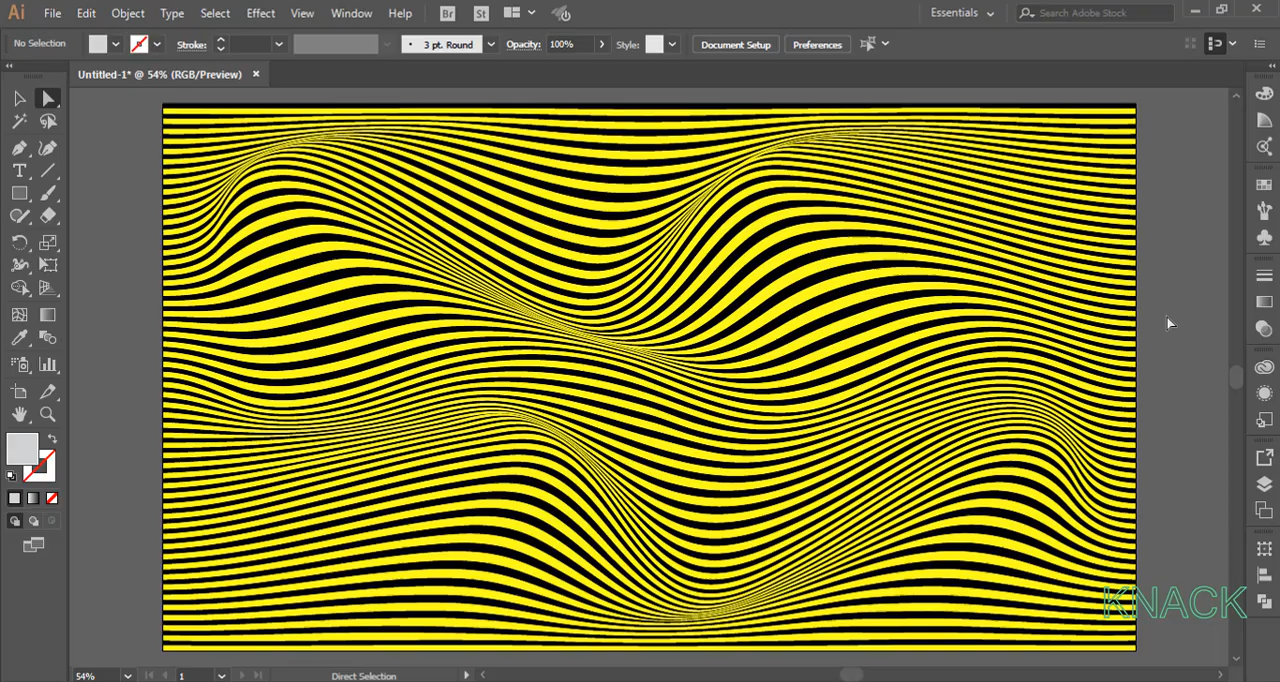 Ai File Edit Object Type Select Effect View Window Help Br St Essentials Search Adobe Stock
No Selection Stroke: 3 pt. Round Opacity: 100% Style: Document Setup Preferences
Untitled-1* @ 54% (RGB/Preview)
KNACK
54% 1 Direct Selection